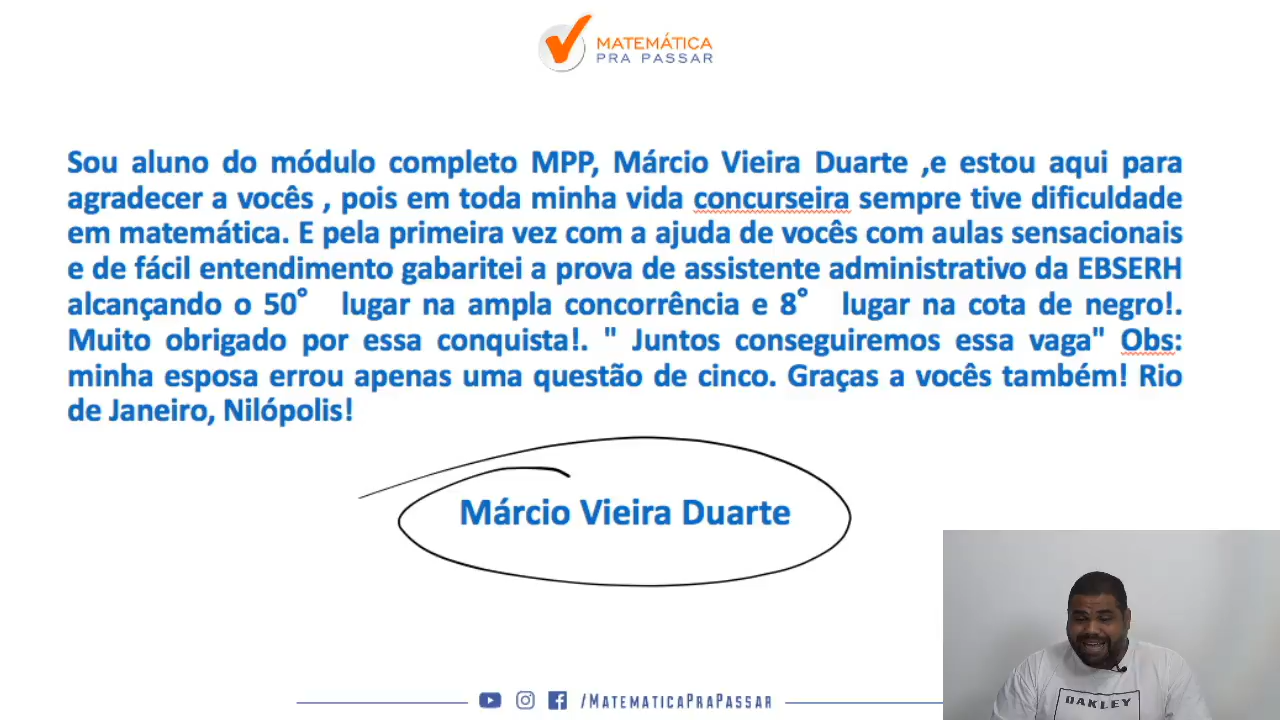 MATEMÁTICA
PRA PASSAR
Sou aluno do módulo completo MPP, Márcio Vieira Duarte ,e estou aqui para
agradecer a vocês , pois em toda minha vida concurseira sempre tive dificuldade
em matemática. E pela primeira vez com a ajuda de vocês com aulas sensacionais
e de fácil entendimento gabaritei a prova de assistente administrativo da EBSERH
alcançando o 50° lugar na ampla concorrência e 8° lugar na cota de negro!.
Muito obrigado por essa conquista!. " Juntos conseguiremos essa vaga" Obs:
minha esposa errou apenas uma questão de cinco. Graças a vocês também! Rio
de Janeiro, Nilópolis!
Márcio Vieira Duarte
/MATEMATICAPRAPASSAR
OAKLEY